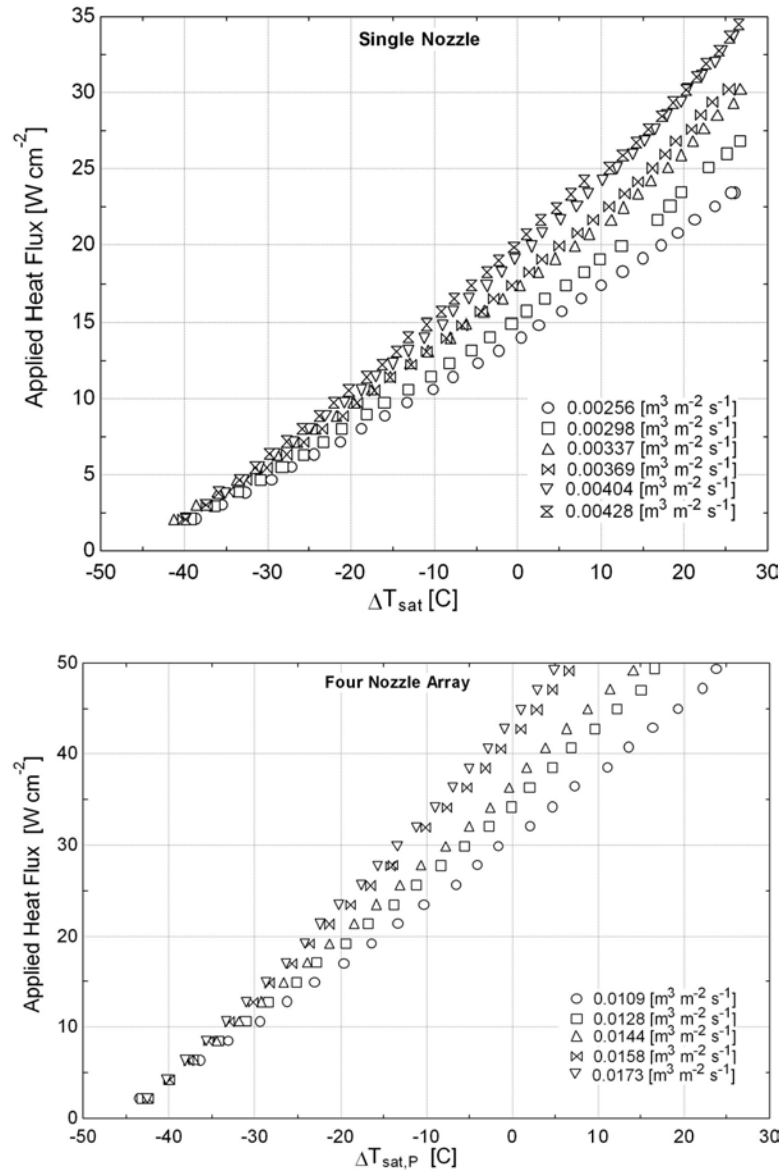 Single Nozzle
Applied Heat Flux [W cm-2]
35
30
25
20
15
10
5
0
0.00256 [m3 m-2 s-1]
0.00298 [m3 m-2 s-1]
0.00337 [m3 m-2 s-1]
0.00369 [m3 m-2 s-1]
0.00404 [m3 m-2 s-1]
0.00428 [m3 m-2 s-1]
-50 -40 -30 -20 -10 0 10 20 30
ΔTsat [C]
Four Nozzle Array
Applied Heat Flux [W cm-2]
50
40
30
20
10
0
0.0109 [m3 m-2 s-1]
0.0128 [m3 m-2 s-1]
0.0144 [m3 m-2 s-1]
0.0158 [m3 m-2 s-1]
0.0173 [m3 m-2 s-1]
-50 -40 -30 -20 -10 0 10 20 30
ΔTsat,P [C]